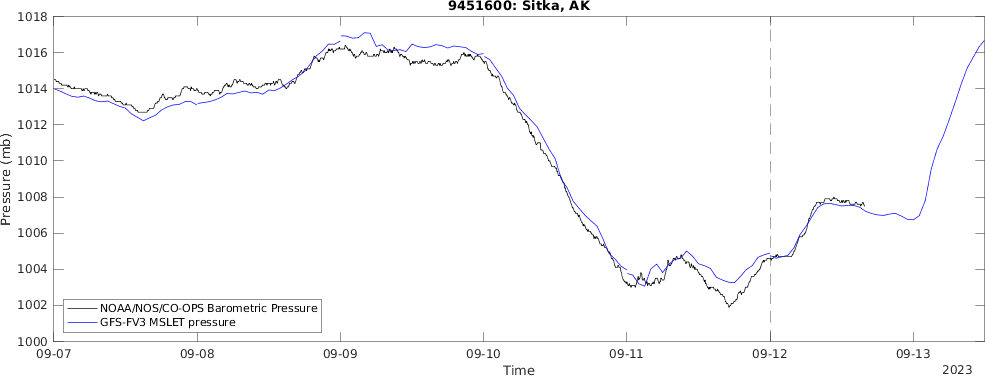 9451600: Sitka, AK
1018
1016
1014
1012
1010
1008
1006
1004
1002
1000
Pressure (mb)
NOAA/NOS/CO-OPS Barometric Pressure
GFS-FV3 MSLET pressure
09-07 09-08 09-09 09-10 09-11 09-12 09-13
Time
2023